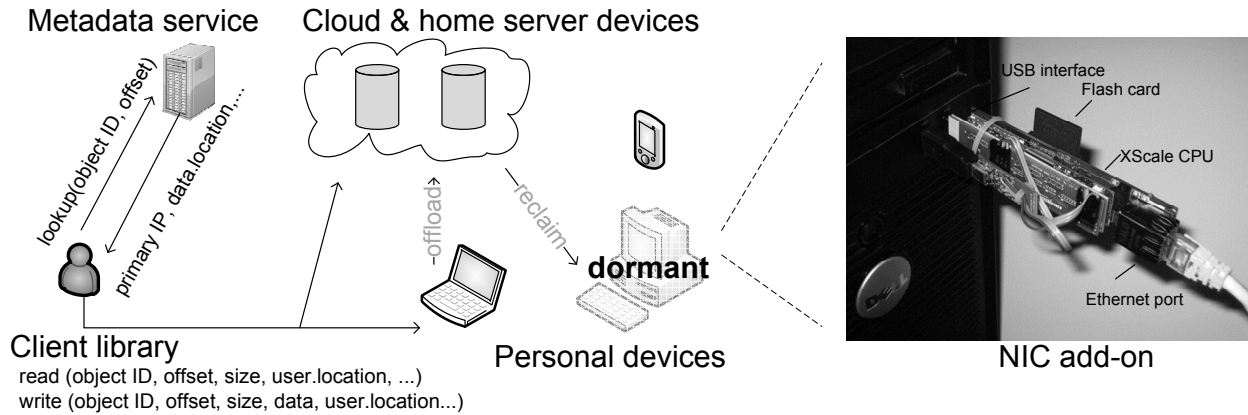 Metadata service
Cloud & home server devices
lookup(object ID, offset)
primary IP, data.location,...
offload
reclaim
dormant
Client library
read (object ID, offset, size, user.location, ...)
write (object ID, offset, size, data, user.location...)
Personal devices
USB interface
Flash card
XScale CPU
DELL
Ethernet port
NIC add-on